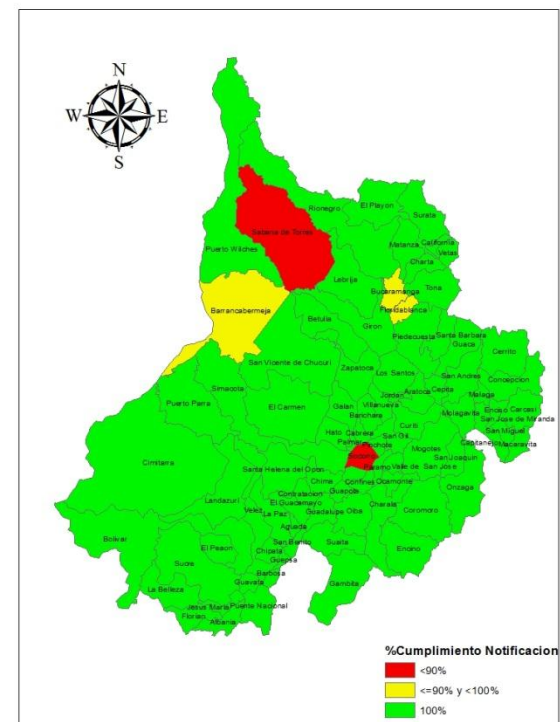 N
W E
S
Rionegro
El Playon
Surata
Sabana de Torres
Matanza
California
Vetas
Puerto Wilches
Charta
Lebrija
Bucaramanga
Tona
Barrancabermeja
Floridablanca
Betulia
Giron
Piedecuesta
Santa Barbara
Guaca
Cerrito
San Vicente de Chucuri
Zapatoca
Los Santos
San Andres
Concepcion
Simacota
Jordan
Aratoca
Cepita
Malaga
Puerto Parra
El Carmen
Galan
Villanueva
Barichara
Molagavita
Enciso
Carcasi
San Jose de Miranda
Hato
Cabrera
Curiti
San Gil
San Miguel
Palmar
Pinchote
Mogotes
Capitanejo
Macaravita
Cimitarra
San Joaquin
Santa Helena del Opon
Paramo
Valle de San Jose
Chima
Confines
Ocamonte
Onzaga
Landazuri
Contratacion
Guapota
El Guacamayo
Charala
Velez
La Paz
Guadalupe
Oiba
Coromoro
Aguada
Bolivar
El Peñon
San Benito
Suaita
Encino
Chipata
Sucre
Guepsa
Barbosa
La Belleza
Guavata
Gambita
Jesus Maria
Puente Nacional
Florian
Albania
%Cumplimiento Notificacion
<90%
<=90% y <100%
100%